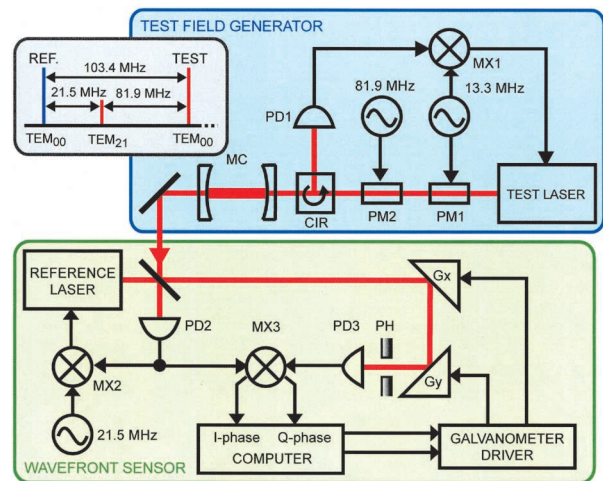 TEST FIELD GENERATOR
REF.
TEST
103.4 MHz
21.5 MHz
81.9 MHz
TEM00
TEM21
TEM00
MX1
81.9 MHz
13.3 MHz
PD1
MC
CIR
PM2
PM1
TEST LASER
REFERENCE
LASER
Gx
PD2
MX3
PD3
PH
MX2
Gy
21.5 MHz
I-phase
Q-phase
COMPUTER
GALVANOMETER
DRIVER
WAVEFRONT SENSOR